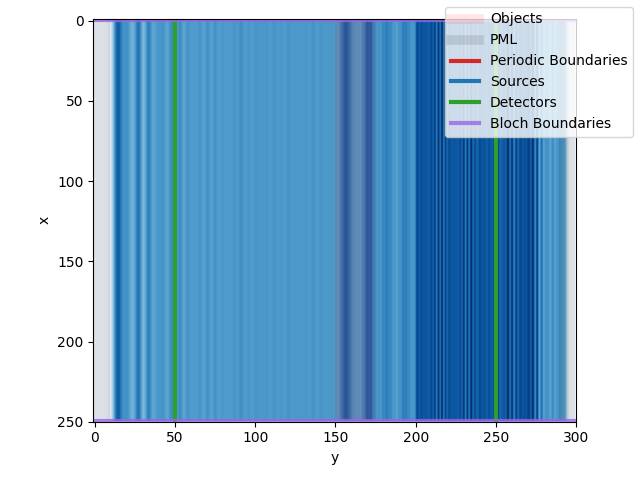 Objects
PML
Periodic Boundaries
Sources
Detectors
Bloch Boundaries
0
50
100
150
200
250
x
0
50
100
150
200
250
300
y